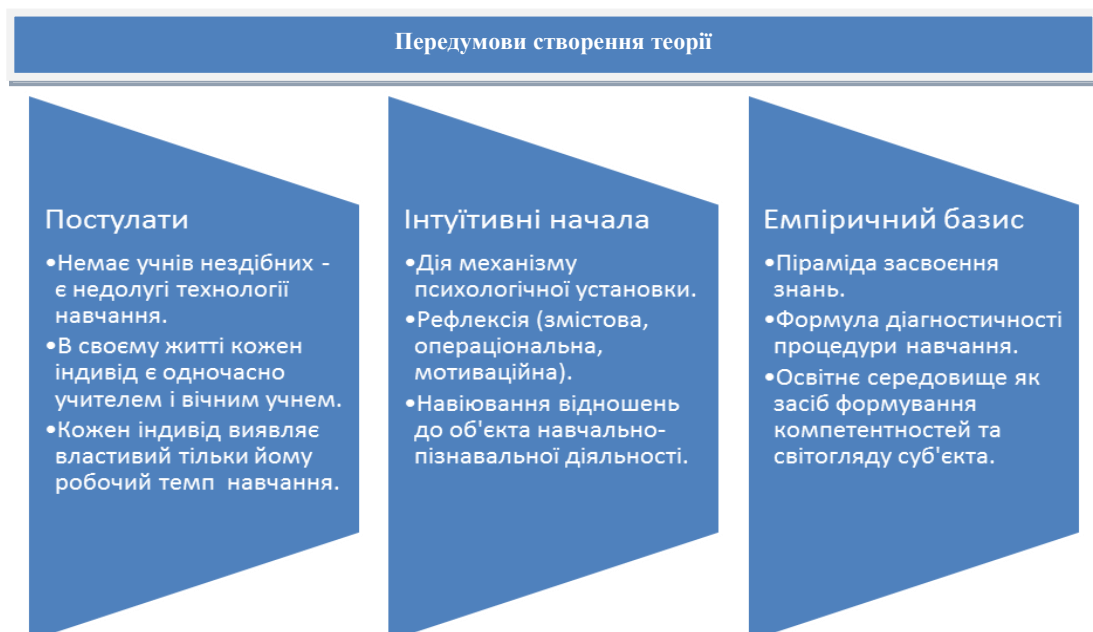 Передумови створення теорії
Постулати
•Немає учнів нездібних -
є недолугі технології
навчання.
•В своєму житті кожен
індивід є одночасно
учителем і вічним учнем.
•Кожен індивід виявляє
властивий тільки йому
робочий темп навчання.
Інтуїтивні начала
•Дія механізму
психологічної установки.
•Рефлексія (змістова,
операціональна,
мотиваційна).
•Навіювання відношень
до об'єкта навчально-
пізнавальної діяльності.
Емпіричний базис
•Піраміда засвоєння
знань.
•Формула діагностичності
процедури навчання.
•Освітнє середовище як
засіб формування
компетентностей та
світогляду суб'єкта.